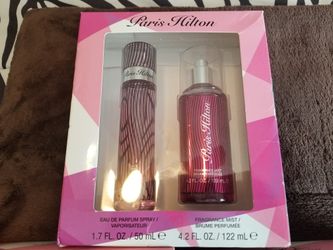 Paris Hilton
Paris Hilton
Paris Hilton
EAU DE PARFUM SPRAY /
VAPORISATEUR
1.7 FL. OZ / 50 mL ℮
FRAGRANCE MIST /
BRUME PARFUMÉE
4.2 FL. OZ / 122 mL ℮